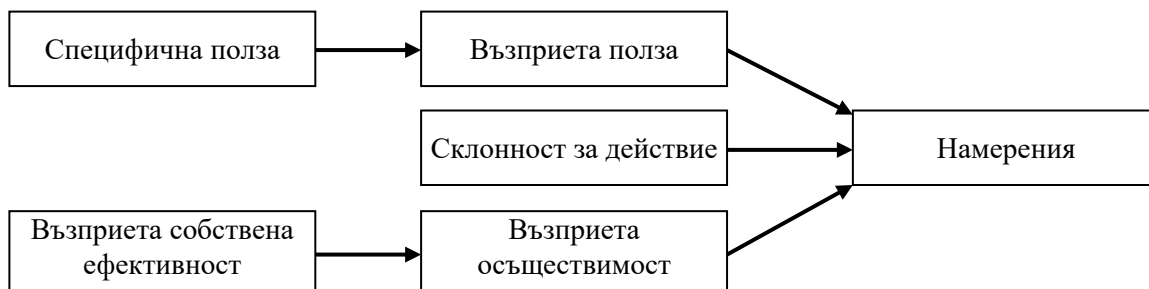 Специфична полза
Възприета полза
Склонност за действие
Намерения
Възприета собствена
ефективност
Възприета
осъществимост